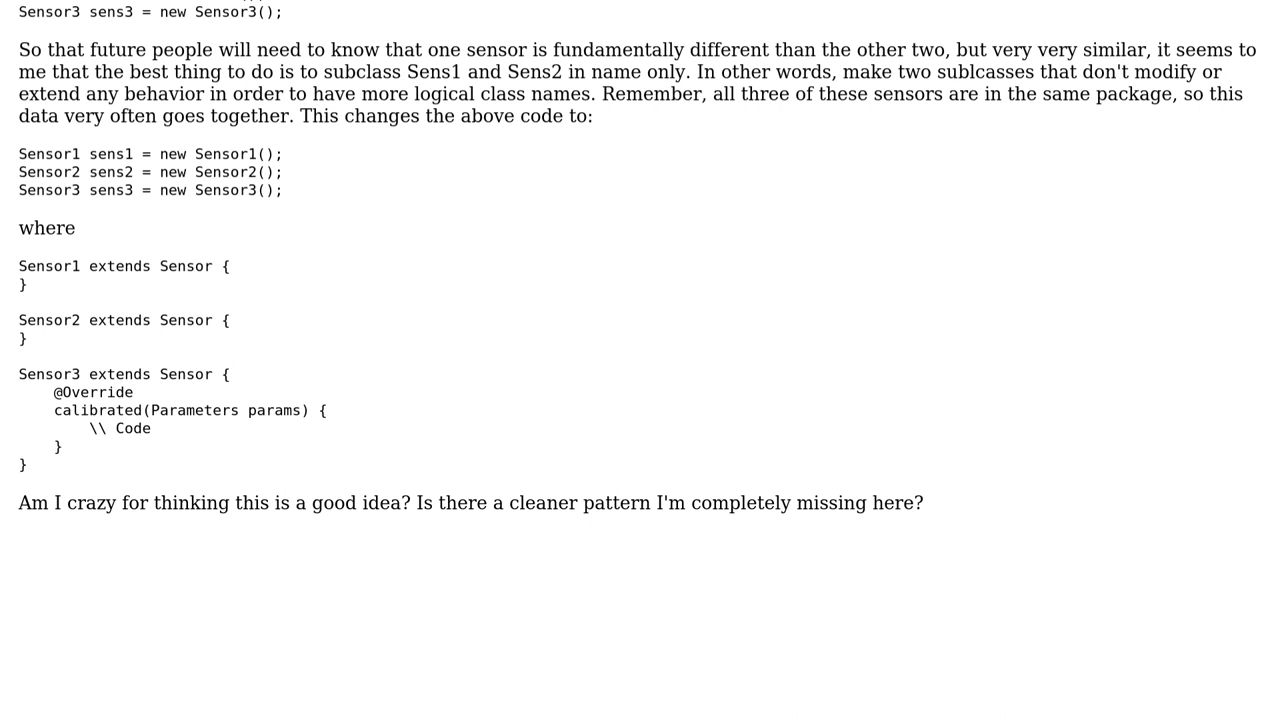 Sensor3 sens3 = new Sensor3();
So that future people will need to know that one sensor is fundamentally different than the other two, but very very similar, it seems to
me that the best thing to do is to subclass Sens1 and Sens2 in name only. In other words, make two sublcasses that don't modify or
extend any behavior in order to have more logical class names. Remember, all three of these sensors are in the same package, so this
data very often goes together. This changes the above code to:
Sensor1 sens1 = new Sensor1();
Sensor2 sens2 = new Sensor2();
Sensor3 sens3 = new Sensor3();
where
Sensor1 extends Sensor {
}
Sensor2 extends Sensor {
}
Sensor3 extends Sensor {
    @Override
    calibrated(Parameters params) {
        \\ Code
    }
}
Am I crazy for thinking this is a good idea? Is there a cleaner pattern I'm completely missing here?